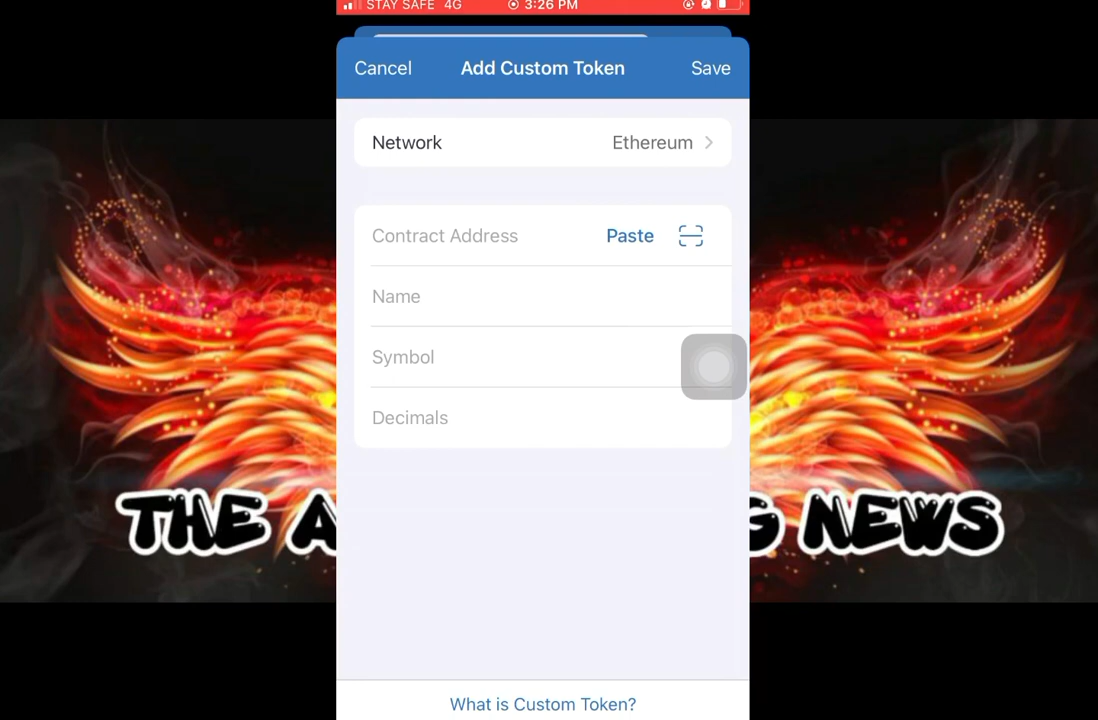 STAY SAFE 4G 3:26 PM
Cancel Add Custom Token Save
Network Ethereum
Contract Address Paste
Name
Symbol
Decimals
THE A
G NEWS
What is Custom Token?